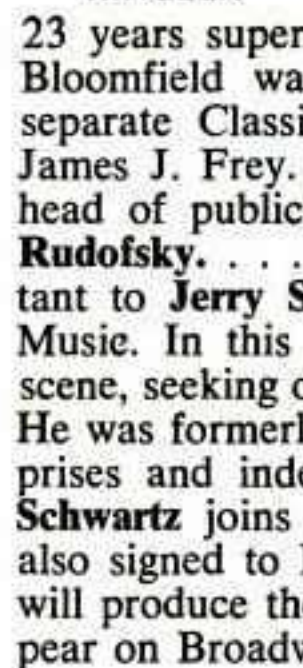 23 years super
Bloomfield wa
separate Classi
James J. Frey.
head of public
Rudofsky. . . .
tant to Jerry S
Music. In this
scene, seeking o
He was formerl
prises and inde
Schwartz joins
also signed to
will produce th
pear on Broadw